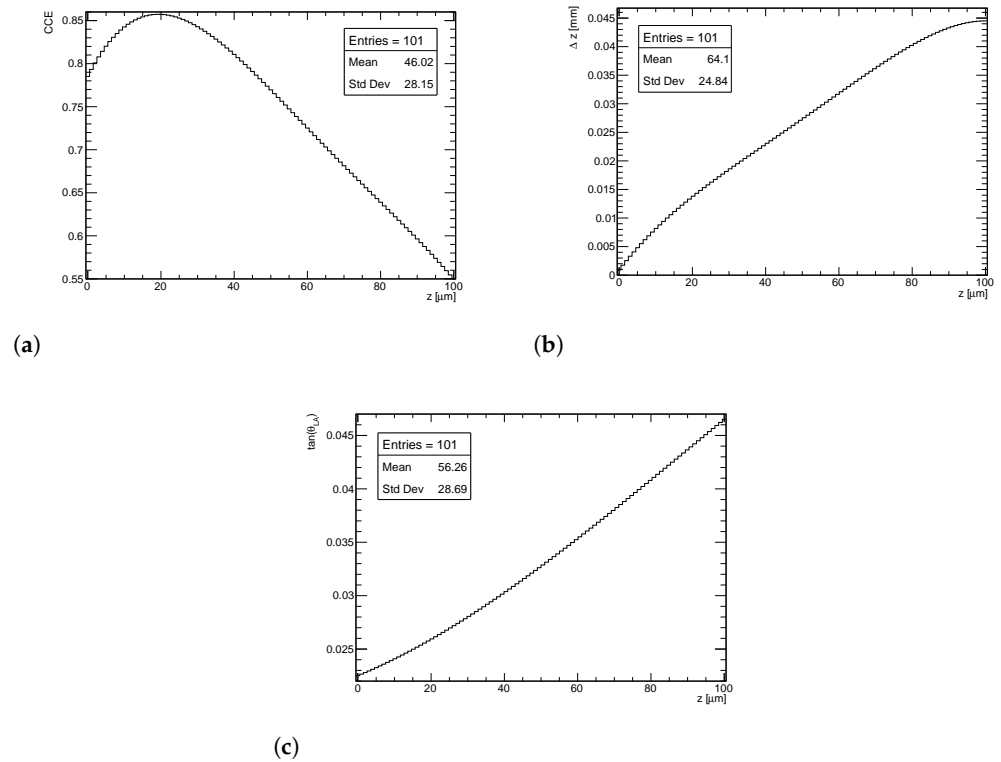 CCE
0.85
0.8
0.75
0.7
0.65
0.6
0.55
0 20 40 60 80 100
z [μm]
Entries = 101
Mean 46.02
Std Dev 28.15
(a)
Δ z [mm]
0.045
0.04
0.035
0.03
0.025
0.02
0.015
0.01
0.005
0
0 20 40 60 80 100
z [μm]
Entries = 101
Mean 64.1
Std Dev 24.84
(b)
tan(θ_LA)
0.045
0.04
0.035
0.03
0.025
0 20 40 60 80 100
z [μm]
Entries = 101
Mean 56.26
Std Dev 28.69
(c)